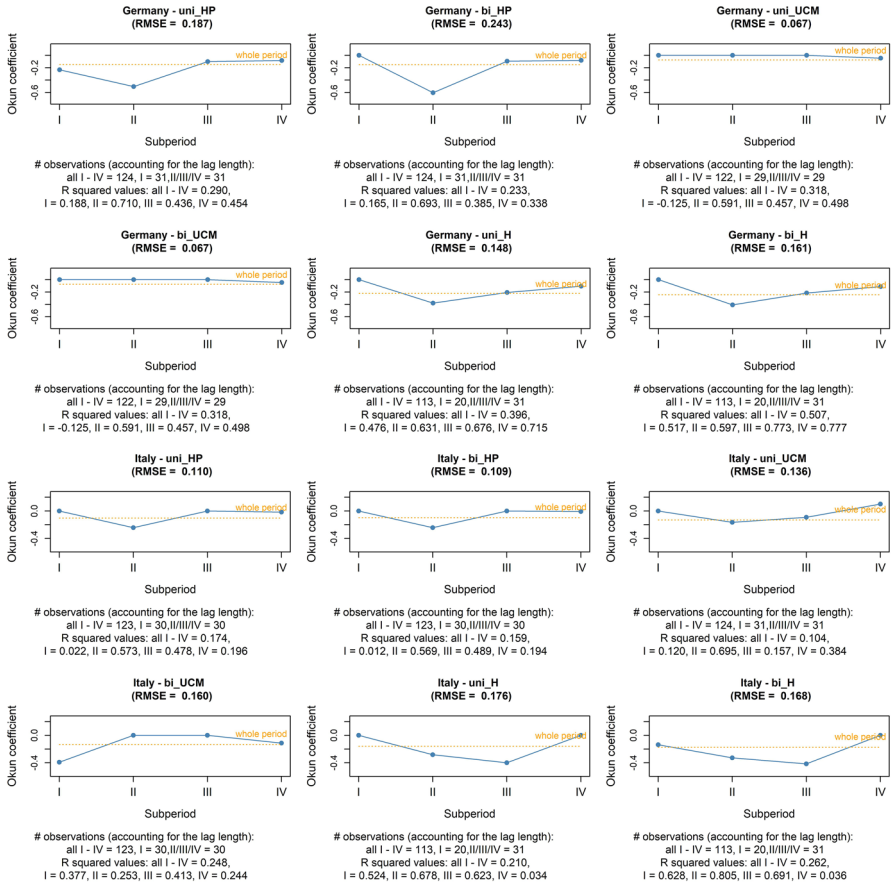 Germany - uni_HP
(RMSE =  0.187)
Okun coefficient
-0.2
-0.6
whole period
I II III IV
Subperiod
# observations (accounting for the lag length):
all I - IV = 124, I = 31,II/III/IV = 31
R squared values: all I - IV = 0.290,
I = 0.188, II = 0.710, III = 0.436, IV = 0.454
Germany - bi_HP
(RMSE =  0.243)
Okun coefficient
-0.2
-0.6
whole period
I II III IV
Subperiod
# observations (accounting for the lag length):
all I - IV = 124, I = 31,II/III/IV = 31
R squared values: all I - IV = 0.233,
I = 0.165, II = 0.693, III = 0.385, IV = 0.338
Germany - uni_UCM
(RMSE =  0.067)
Okun coefficient
-0.2
-0.6
whole period
I II III IV
Subperiod
# observations (accounting for the lag length):
all I - IV = 122, I = 29,II/III/IV = 29
R squared values: all I - IV = 0.318,
I = -0.125, II = 0.591, III = 0.457, IV = 0.498
Germany - bi_UCM
(RMSE =  0.067)
Okun coefficient
-0.2
-0.6
whole period
I II III IV
Subperiod
# observations (accounting for the lag length):
all I - IV = 122, I = 29,II/III/IV = 29
R squared values: all I - IV = 0.318,
I = -0.125, II = 0.591, III = 0.457, IV = 0.498
Germany - uni_H
(RMSE =  0.148)
Okun coefficient
-0.2
-0.6
whole period
I II III IV
Subperiod
# observations (accounting for the lag length):
all I - IV = 113, I = 20,II/III/IV = 31
R squared values: all I - IV = 0.396,
I = 0.476, II = 0.631, III = 0.676, IV = 0.715
Germany - bi_H
(RMSE =  0.161)
Okun coefficient
-0.2
-0.6
whole period
I II III IV
Subperiod
# observations (accounting for the lag length):
all I - IV = 113, I = 20,II/III/IV = 31
R squared values: all I - IV = 0.507,
I = 0.517, II = 0.597, III = 0.773, IV = 0.777
Italy - uni_HP
(RMSE =  0.110)
Okun coefficient
0.0
-0.4
whole period
I II III IV
Subperiod
# observations (accounting for the lag length):
all I - IV = 123, I = 30,II/III/IV = 30
R squared values: all I - IV = 0.174,
I = 0.022, II = 0.573, III = 0.478, IV = 0.196
Italy - bi_HP
(RMSE =  0.109)
Okun coefficient
0.0
-0.4
whole period
I II III IV
Subperiod
# observations (accounting for the lag length):
all I - IV = 123, I = 30,II/III/IV = 30
R squared values: all I - IV = 0.159,
I = 0.012, II = 0.569, III = 0.489, IV = 0.194
Italy - uni_UCM
(RMSE =  0.136)
Okun coefficient
0.0
-0.4
whole period
I II III IV
Subperiod
# observations (accounting for the lag length):
all I - IV = 124, I = 31,II/III/IV = 31
R squared values: all I - IV = 0.104,
I = 0.120, II = 0.695, III = 0.157, IV = 0.384
Italy - bi_UCM
(RMSE =  0.160)
Okun coefficient
0.0
-0.4
whole period
I II III IV
Subperiod
# observations (accounting for the lag length):
all I - IV = 123, I = 30,II/III/IV = 30
R squared values: all I - IV = 0.248,
I = 0.377, II = 0.253, III = 0.413, IV = 0.244
Italy - uni_H
(RMSE =  0.176)
Okun coefficient
0.0
-0.4
whole period
I II III IV
Subperiod
# observations (accounting for the lag length):
all I - IV = 113, I = 20,II/III/IV = 31
R squared values: all I - IV = 0.210,
I = 0.524, II = 0.678, III = 0.623, IV = 0.034
Italy - bi_H
(RMSE =  0.168)
Okun coefficient
0.0
-0.4
whole period
I II III IV
Subperiod
# observations (accounting for the lag length):
all I - IV = 113, I = 20,II/III/IV = 31
R squared values: all I - IV = 0.262,
I = 0.628, II = 0.805, III = 0.691, IV = 0.036